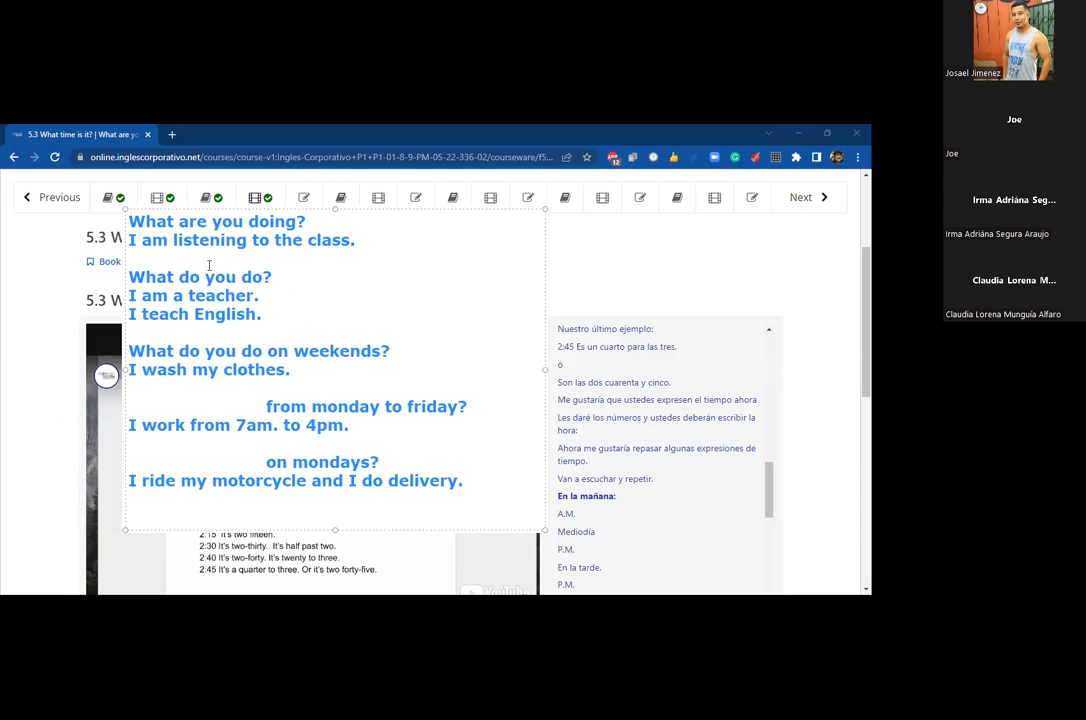 Josael Jimenez
Joe
Joe
Irma Adriána Seg...
Irma Adriána Segura Araujo
Claudia Lorena M...
Claudia Lorena Munguía Alfaro
5.3 What time is it? | What are yo
online.inglescorporativo.net/courses/course-v1:Ingles-Corporativo+P1+P1-01-8-9-PM-05-22-336-02/courseware/f5...
12
Previous
Next
5.3 W
Book
5.3 W
What are you doing?
I am listening to the class.
What do you do?
I am a teacher.
I teach English.
What do you do on weekends?
I wash my clothes.
from monday to friday?
I work from 7am. to 4pm.
on mondays?
I ride my motorcycle and I do delivery.
2:15 It's two fifteen.
2:30 It's two-thirty. It's half past two.
2:40 It's two-forty. It's twenty to three.
2:45 It's a quarter to three. Or it's two forty-five.
YouTube
Nuestro último ejemplo:
2:45 Es un cuarto para las tres.
ó
Son las dos cuarenta y cinco.
Me gustaría que ustedes expresen el tiempo ahora
Les daré los números y ustedes deberán escribir la
hora:
Ahora me gustaría repasar algunas expresiones de
tiempo.
Van a escuchar y repetir.
En la mañana:
A.M.
Mediodía
P.M.
En la tarde.
P.M.